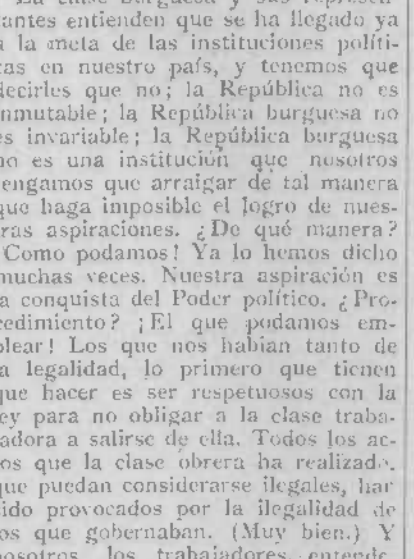 La clase burguesa y sus represen-
antes entienden que se ha llegado ya
a la meta de las instituciones políti-
cas en nuestro país, y tenemos que
decirles que no; la República no es
inmutable; la República burguesa no
es invariable; la República burguesa
no es una institución que nosotros
tengamos que arraigar de tal manera
que haga imposible el logro de nues-
ras aspiraciones. ¿De qué manera?
¡Como podamos! Ya lo hemos dicho
muchas veces. Nuestra aspiración es
a conquista del Poder político. ¿Pro-
cedimiento? ¡El que podamos em-
plear! Los que nos hablan tanto de
a legalidad, lo primero que tienen
que hacer es ser respetuosos con la
ley para no obligar a la clase traba-
adora a salirse de ella. Todos los ac-
os que la clase obrera ha realizado,
que puedan considerarse ilegales, han
sido provocados por la ilegalidad de
os que gobernaban. (Muy bien.) Y
nosotros, los trabajadores, entende-